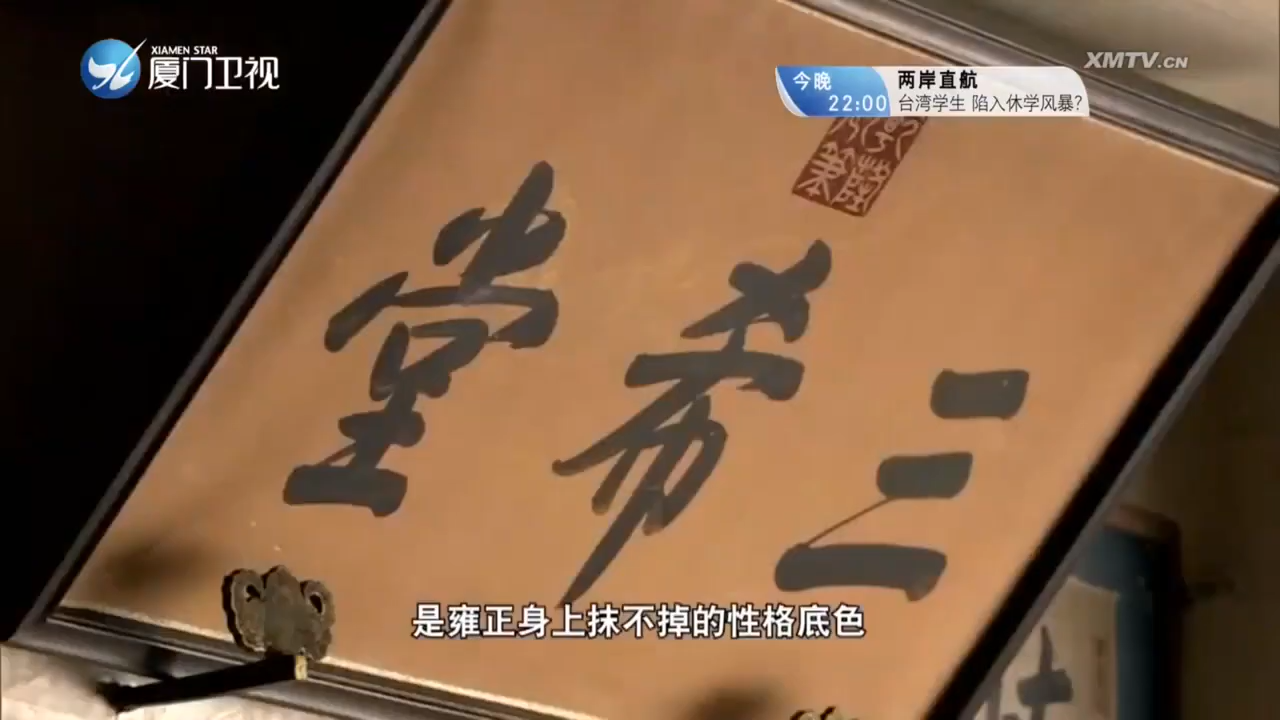 XIAMEN STAR
厦门卫视
XMTV.CN
今晚
22:00
两岸直航
台湾学生 陷入休学风暴?
三希堂
是雍正身上抹不掉的性格底色